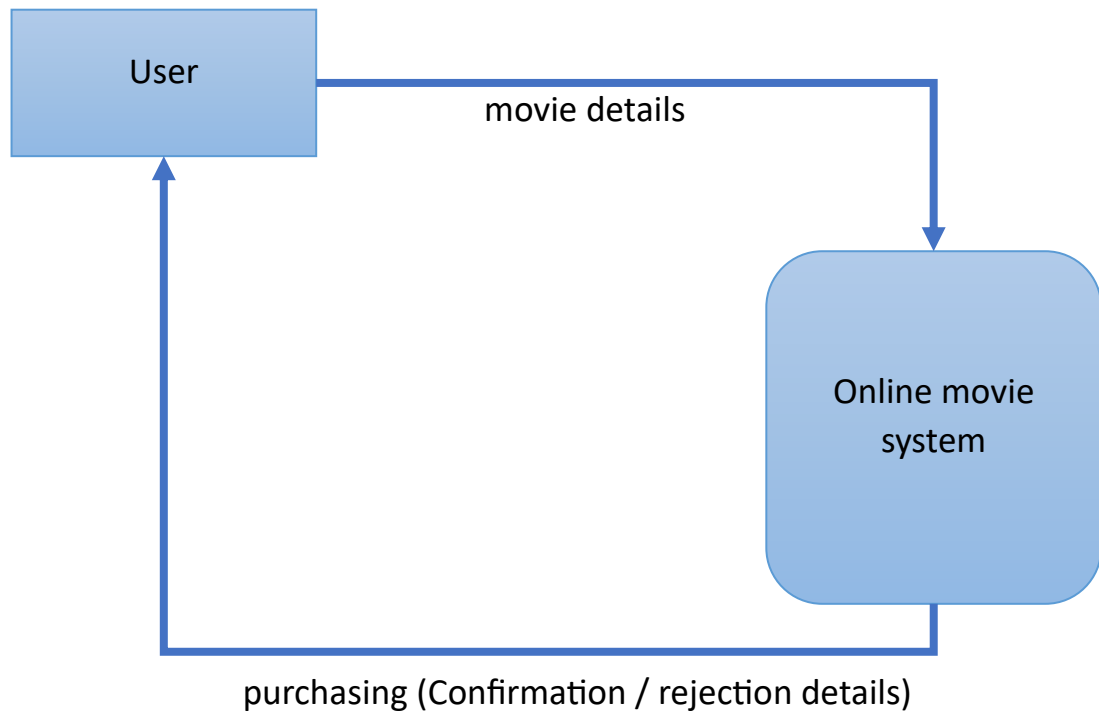 User
movie details
Online movie
system
purchasing (Confirmation / rejection details)